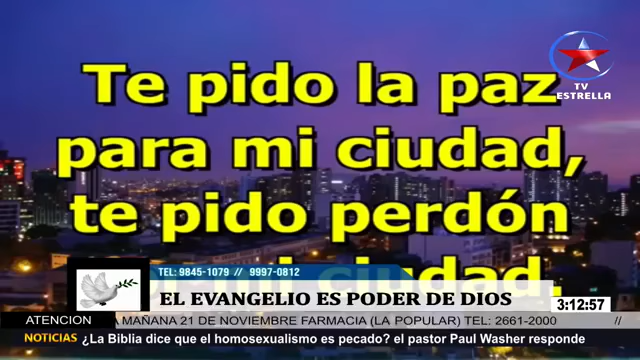 Te pido la paz
para mi ciudad,
te pido perdón
mi ciudad.
TV
ESTRELLA
TEL: 9845-1079 // 9997-0812
EL EVANGELIO ES PODER DE DIOS
3:12:57
ATENCION
MAÑANA 21 DE NOVIEMBRE FARMACIA (LA POPULAR) TEL: 2661-2000 //
NOTICIAS ¿La Biblia dice que el homosexualismo es pecado? el pastor Paul Washer responde